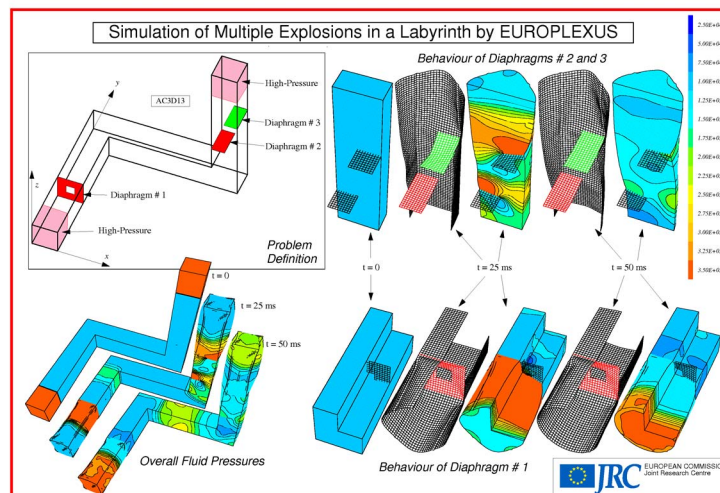 Simulation of Multiple Explosions in a Labyrinth by EUROPLEXUS
Behaviour of Diaphragms # 2 and 3
y
High-Pressure
AC3D13
Diaphragm # 3
Diaphragm # 2
z
Diaphragm # 1
High-Pressure
x
Problem
Definition
t = 0
t = 25 ms
t = 50 ms
t = 0
t = 25 ms
t = 50 ms
Overall Fluid Pressures
Behaviour of Diaphragm # 1
JRC
EUROPEAN COMMISS
Joint Research Centre